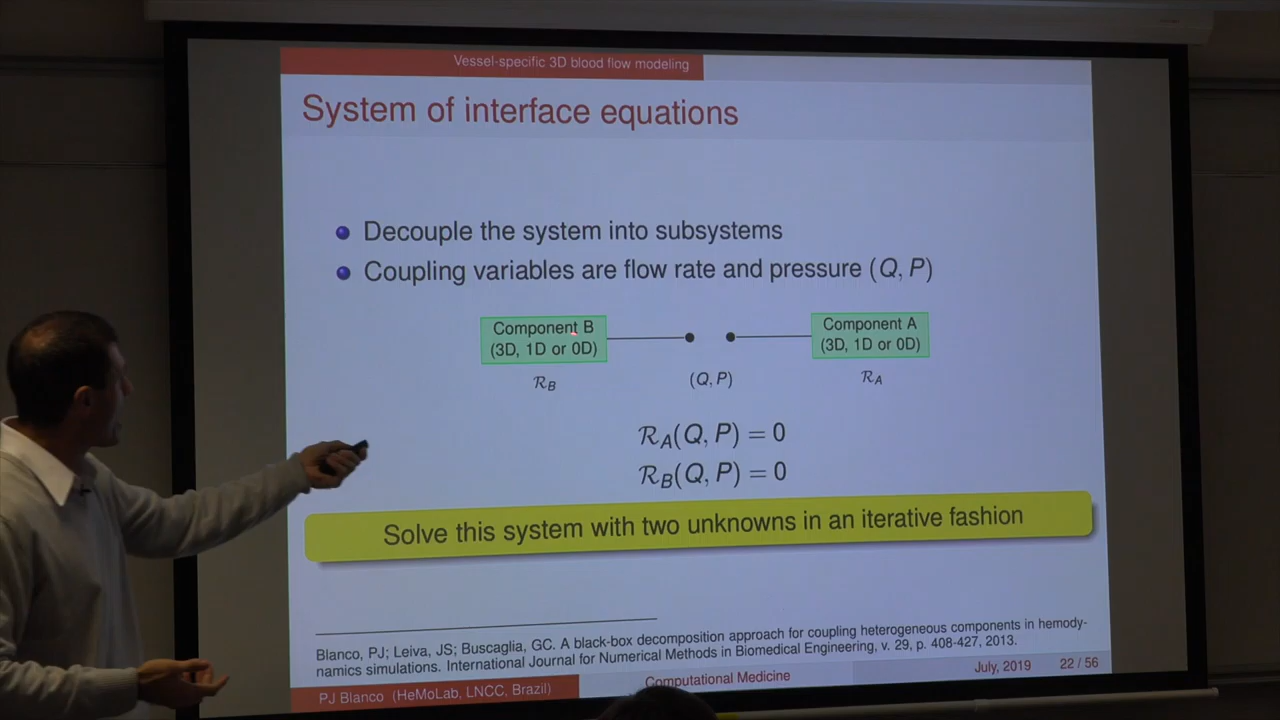 Vessel-specific 3D blood flow modeling
System of interface equations
Decouple the system into subsystems
Coupling variables are flow rate and pressure (Q, P)
Component B
(3D, 1D or 0D)
Component A
(3D, 1D or 0D)
R_B
(Q, P)
R_A
R_A(Q, P) = 0
R_B(Q, P) = 0
Solve this system with two unknowns in an iterative fashion
Blanco, PJ; Leiva, JS; Buscaglia, GC. A black-box decomposition approach for coupling heterogeneous components in hemody-
namics simulations. International Journal for Numerical Methods in Biomedical Engineering, v. 29, p. 408-427, 2013.
PJ Blanco (HeMoLab, LNCC, Brazil)
Computational Medicine
July, 2019
22 / 56